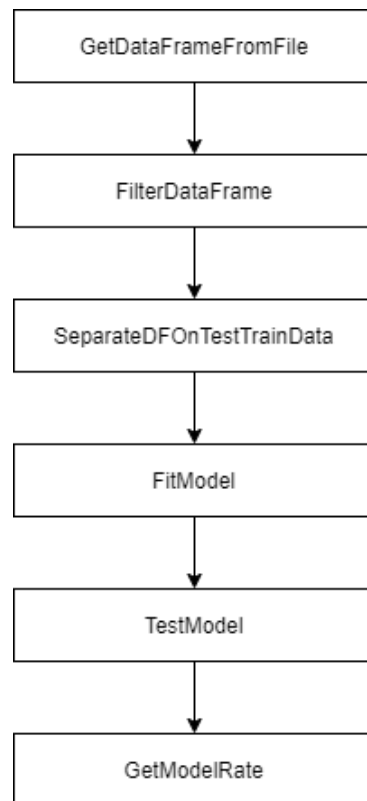 GetDataFrameFromFile
FilterDataFrame
SeparateDFOnTestTrainData
FitModel
TestModel
GetModelRate